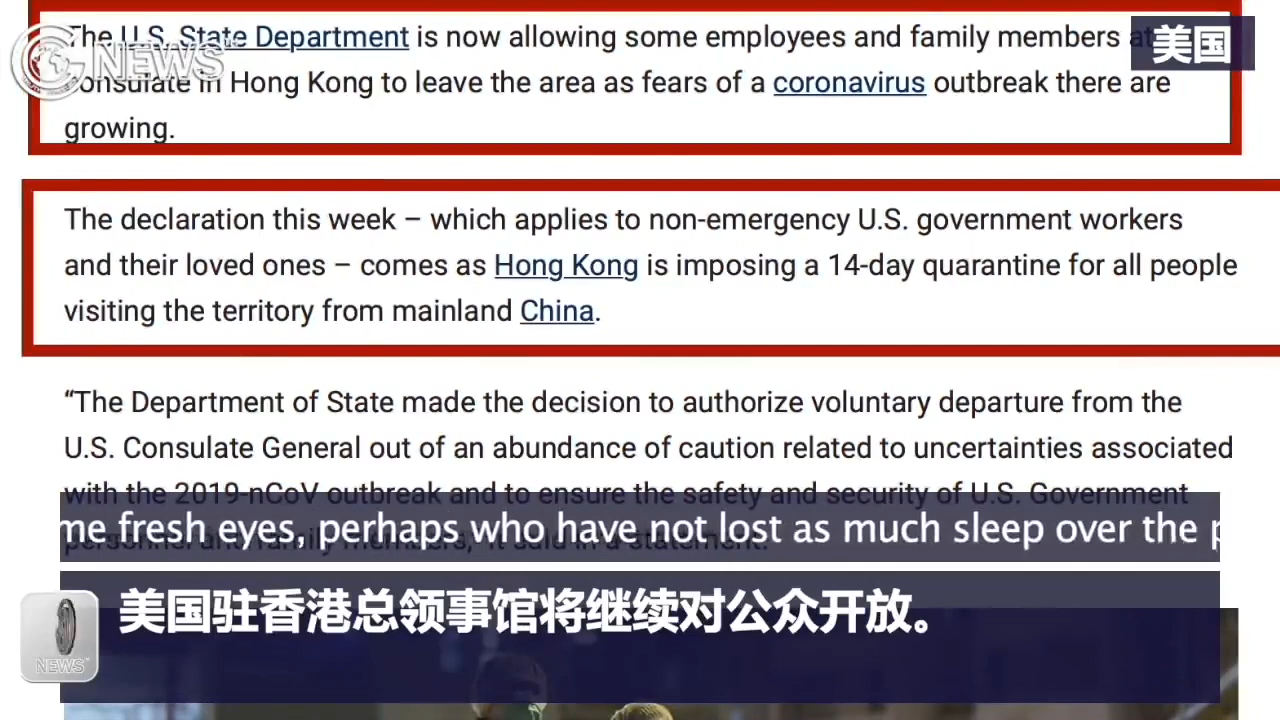 The U.S. State Department is now allowing some employees and family members at
美国
consulate in Hong Kong to leave the area as fears of a coronavirus outbreak there are
growing.
GNEWS
The declaration this week – which applies to non-emergency U.S. government workers
and their loved ones – comes as Hong Kong is imposing a 14-day quarantine for all people
visiting the territory from mainland China.
“The Department of State made the decision to authorize voluntary departure from the
U.S. Consulate General out of an abundance of caution related to uncertainties associated
with the 2019-nCoV outbreak and to ensure the safety and security of U.S. Government
personnel and family members,” it said in a statement.
me fresh eyes, perhaps who have not lost as much sleep over the p
美国驻香港总领事馆将继续对公众开放。
NEWS